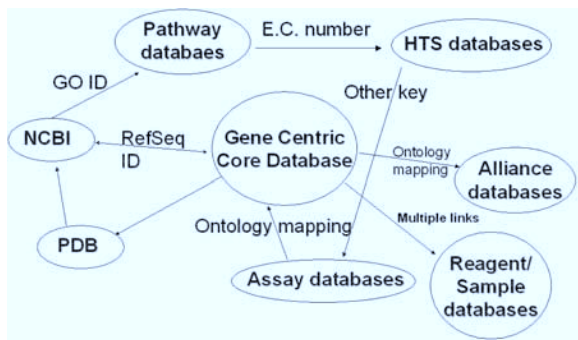 Pathway
databaes
E.C. number
HTS databases
GO ID
Other key
NCBI
RefSeq
ID
Gene Centric
Core Database
Ontology
mapping
Alliance
databases
Ontology mapping
Multiple links
PDB
Assay databases
Reagent/
Sample
databases